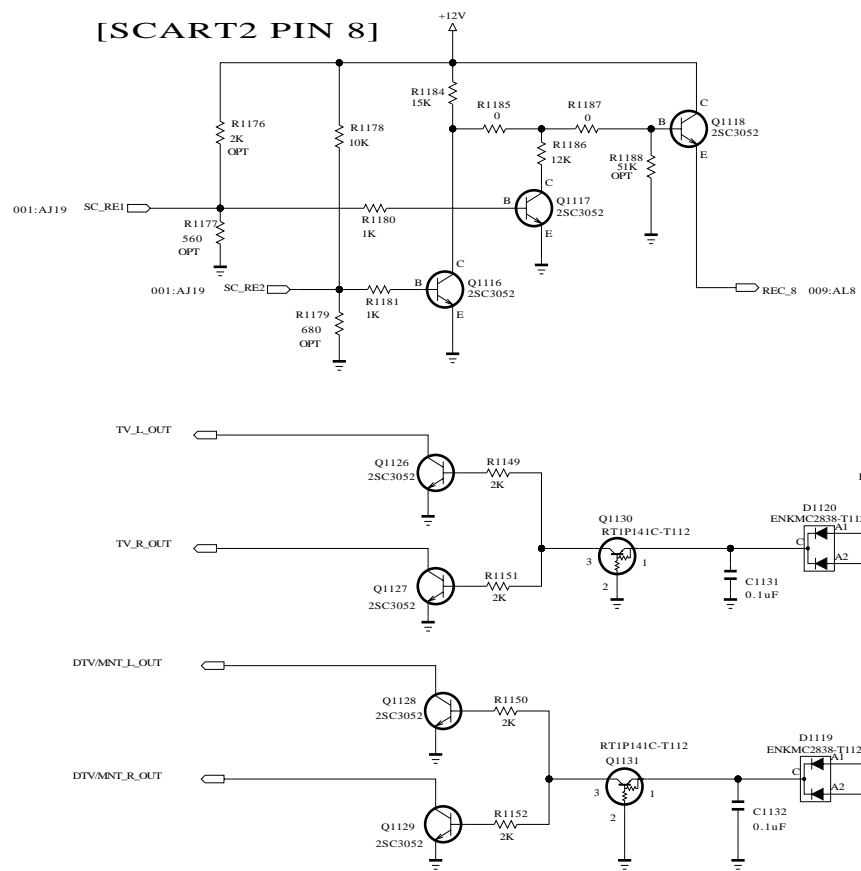 [SCART2 PIN 8]
+12V
R1184
15K
R1185
0
R1187
0
C
B
Q1118
2SC3052
E
R1176
2K
OPT
R1178
10K
R1186
12K
R1188
51K
OPT
C
B
Q1117
2SC3052
E
001:AJ19
SC_RE1
R1177
560
OPT
R1180
1K
C
B
Q1116
2SC3052
E
001:AJ19
SC_RE2
R1181
1K
REC_8
009:AL8
R1179
680
OPT
TV_L_OUT
Q1126
2SC3052
R1149
2K
Q1130
RT1P141C-T112
3
1
2
D1120
ENKMC2838-T112
A1
C
A2
TV_R_OUT
Q1127
2SC3052
R1151
2K
C1131
0.1uF
DTV/MNT_L_OUT
Q1128
2SC3052
R1150
2K
RT1P141C-T112
Q1131
3
1
2
D1119
ENKMC2838-T112
A1
C
A2
DTV/MNT_R_OUT
Q1129
2SC3052
R1152
2K
C1132
0.1uF